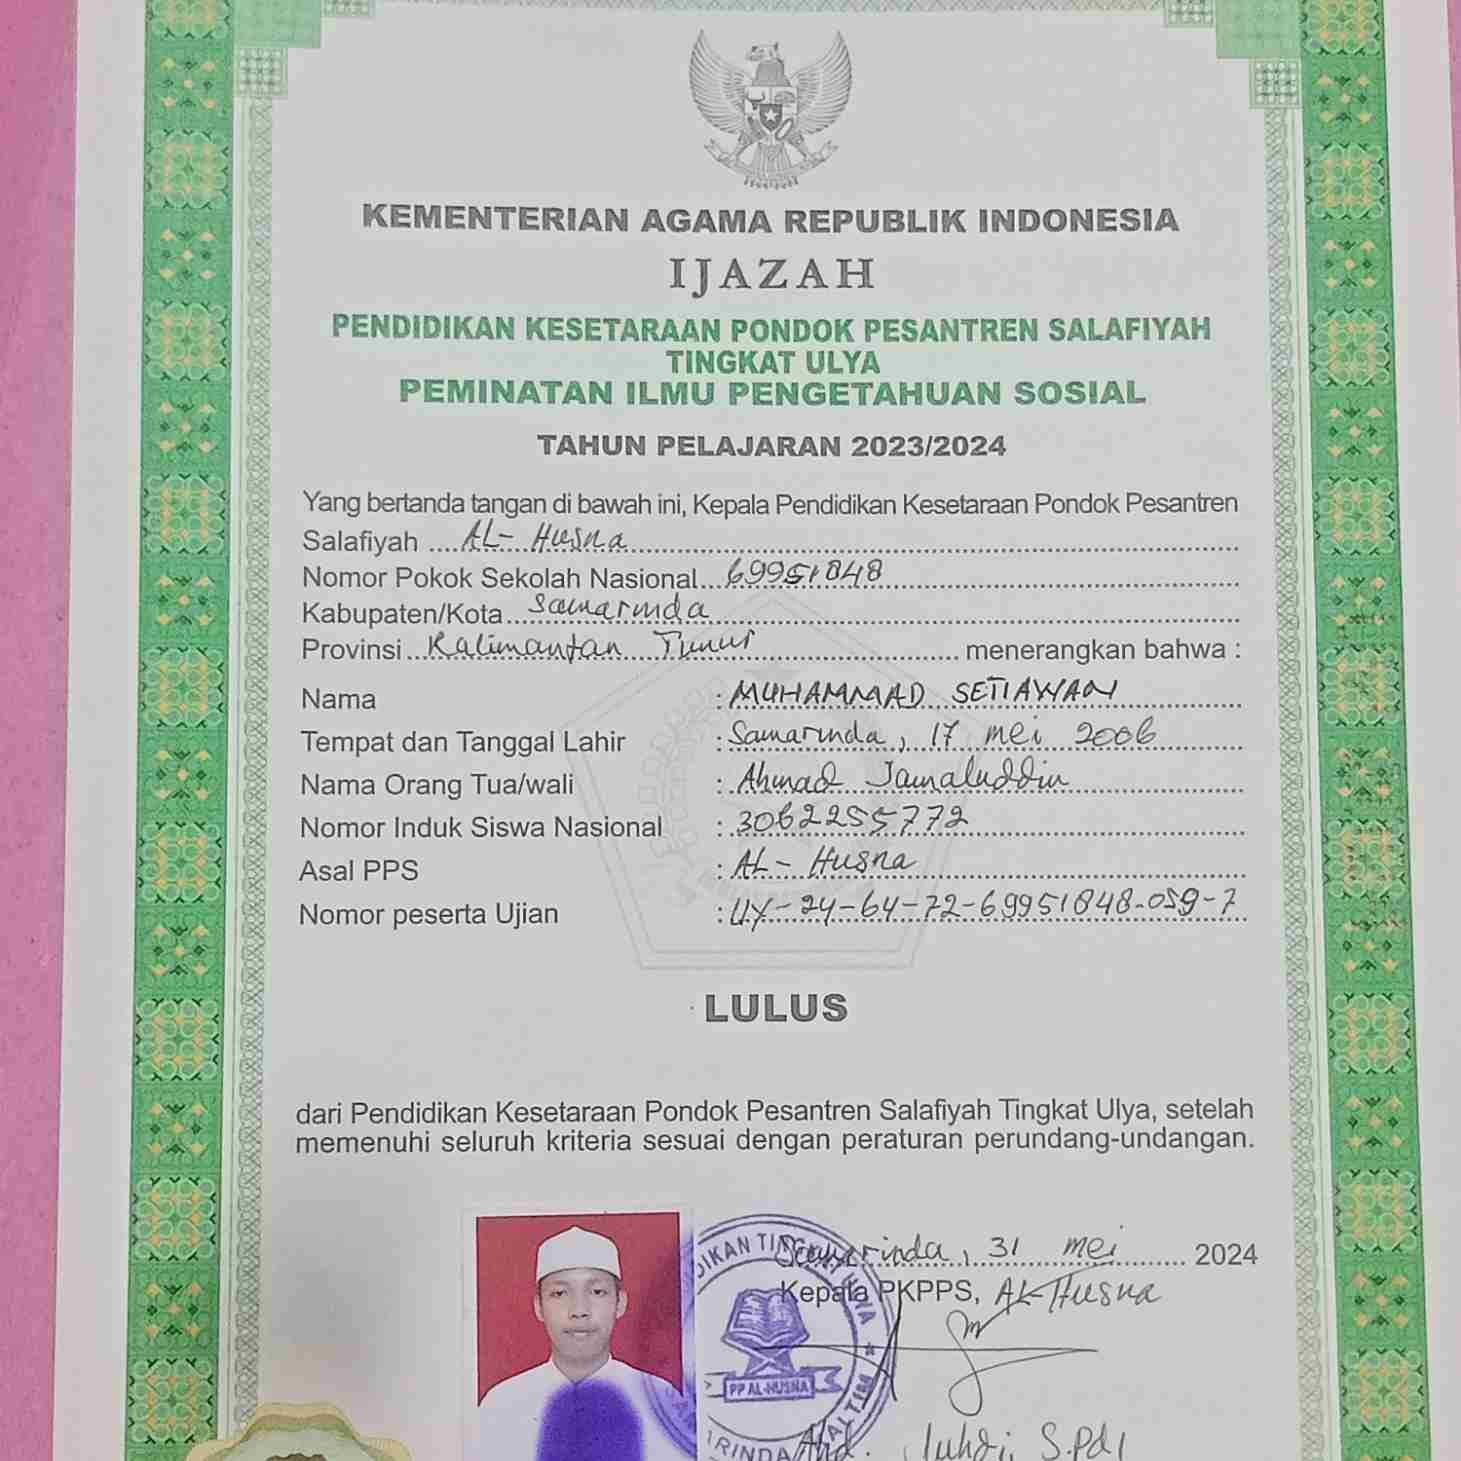 KEMENTERIAN AGAMA REPUBLIK INDONESIA
IJAZAH
PENDIDIKAN KESETARAAN PONDOK PESANTREN SALAFIYAH
TINGKAT ULYA
PEMINATAN ILMU PENGETAHUAN SOSIAL
TAHUN PELAJARAN 2023/2024
Yang bertanda tangan di bawah ini, Kepala Pendidikan Kesetaraan Pondok Pesantren
Salafiyah AL-Husna
Nomor Pokok Sekolah Nasional 69951848
Kabupaten/Kota Samarinda
Provinsi Kalimantan Timur menerangkan bahwa :
Nama : MUHAMMAD SETIAWAN
Tempat dan Tanggal Lahir : Samarinda, 17 mei 2006
Nama Orang Tua/wali : Ahmad Jamaluddin
Nomor Induk Siswa Nasional : 3062255772
Asal PPS : AL-Husna
Nomor peserta Ujian : UX-24-64-72-69951848-059-7
LULUS
dari Pendidikan Kesetaraan Pondok Pesantren Salafiyah Tingkat Ulya, setelah
memenuhi seluruh kriteria sesuai dengan peraturan perundang-undangan.
Samarinda, 31 mei 2024
Kepala PKPPS, AL-Husna
PP AL-HUSNA
Juhdi, S.Pd,I